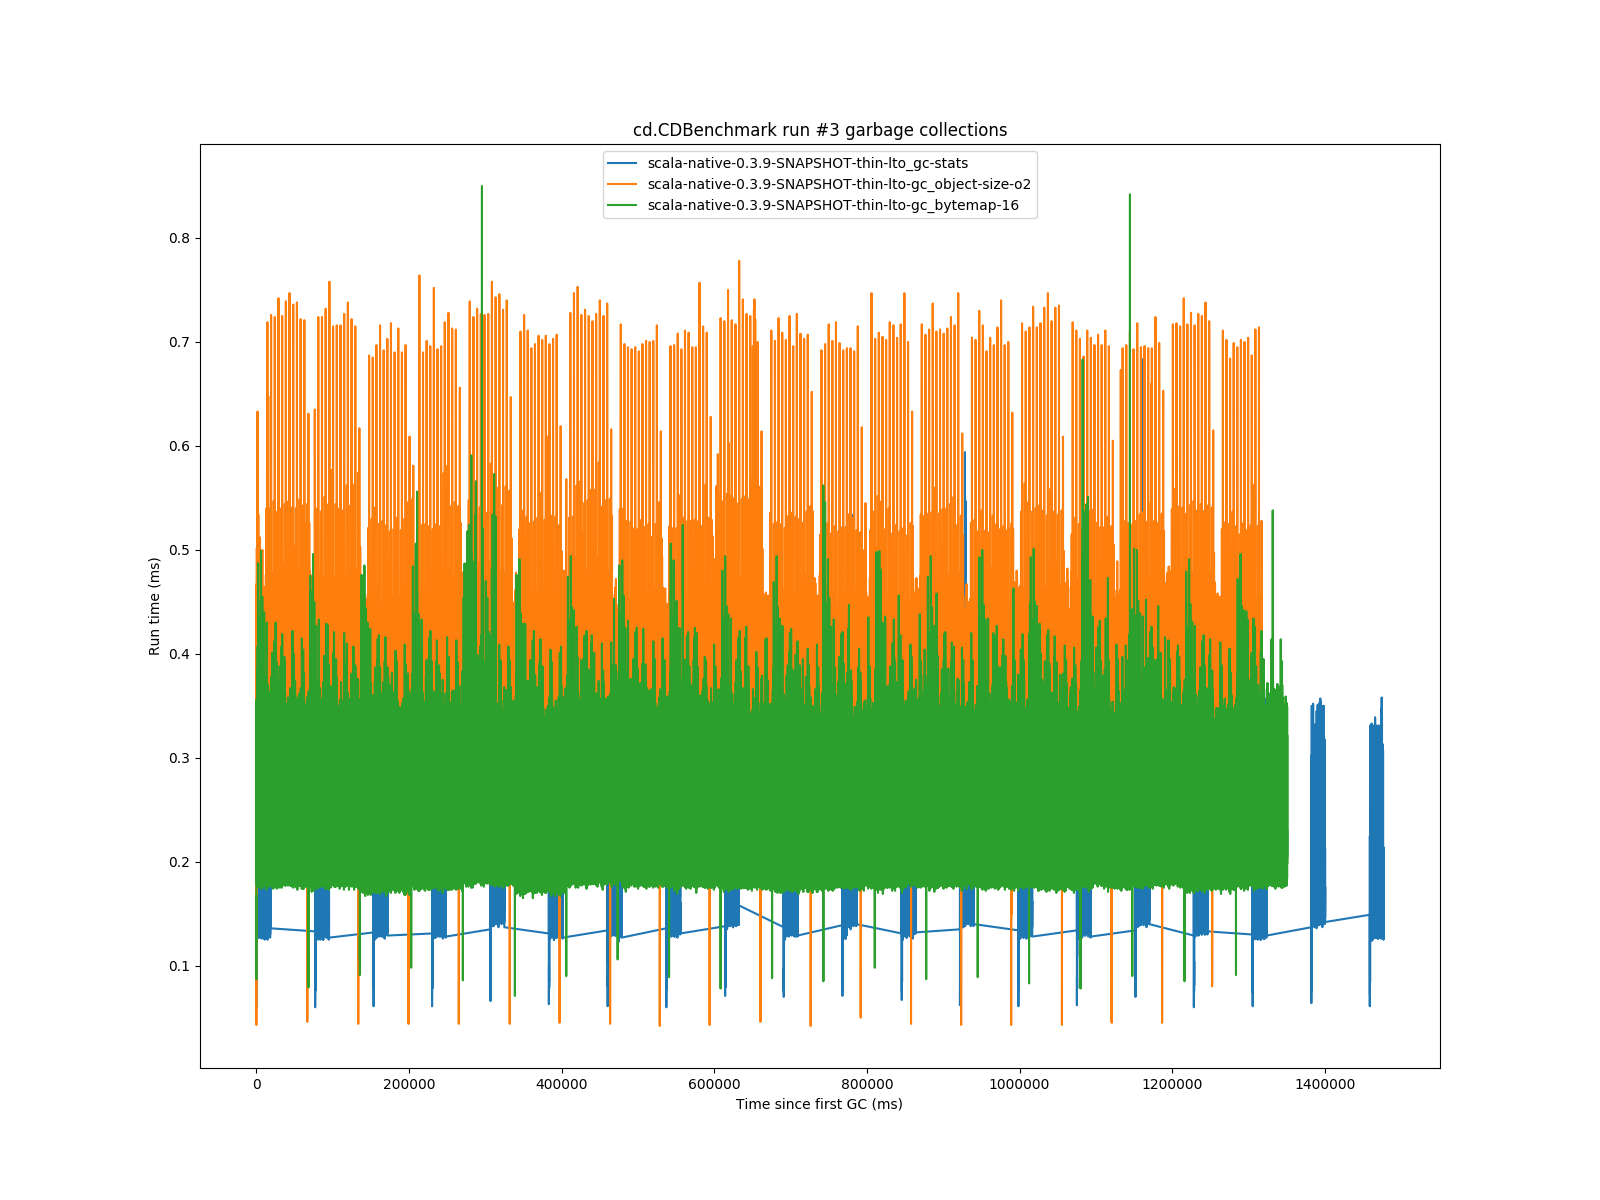 cd.CDBenchmark run #3 garbage collections
scala-native-0.3.9-SNAPSHOT-thin-lto_gc-stats
scala-native-0.3.9-SNAPSHOT-thin-lto-gc_object-size-o2
scala-native-0.3.9-SNAPSHOT-thin-lto-gc_bytemap-16
0.8
0.7
0.6
0.5
0.4
0.3
0.2
0.1
Run time (ms)
0 200000 400000 600000 800000 1000000 1200000 1400000
Time since first GC (ms)